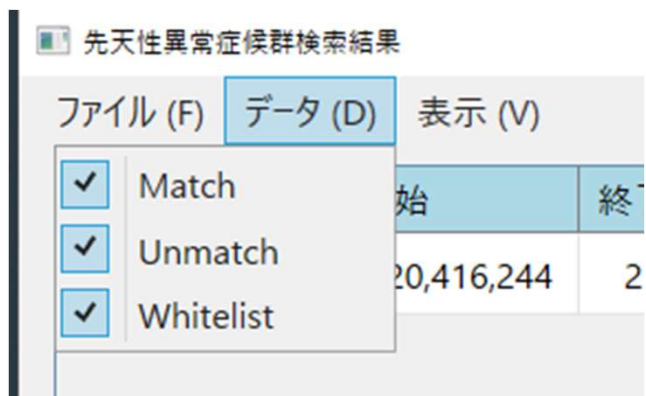 先天性異常症候群検索結果
ファイル (F) データ (D) 表示 (V)
Match
始
Unmatch
20,416,244
2
Whitelist